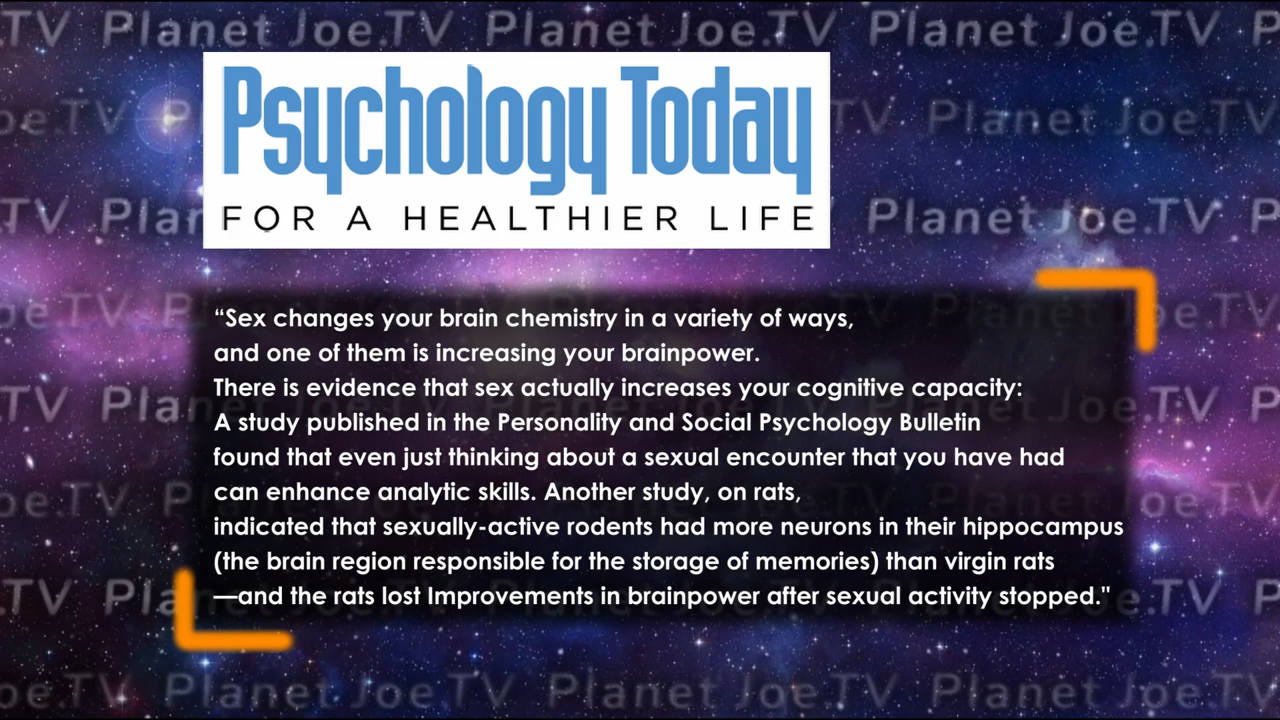 Planet Joe.TV
Psychology Today
FOR A HEALTHIER LIFE
“Sex changes your brain chemistry in a variety of ways,
and one of them is increasing your brainpower.
There is evidence that sex actually increases your cognitive capacity:
A study published in the Personality and Social Psychology Bulletin
found that even just thinking about a sexual encounter that you have had
can enhance analytic skills. Another study, on rats,
indicated that sexually-active rodents had more neurons in their hippocampus
(the brain region responsible for the storage of memories) than virgin rats
—and the rats lost Improvements in brainpower after sexual activity stopped."